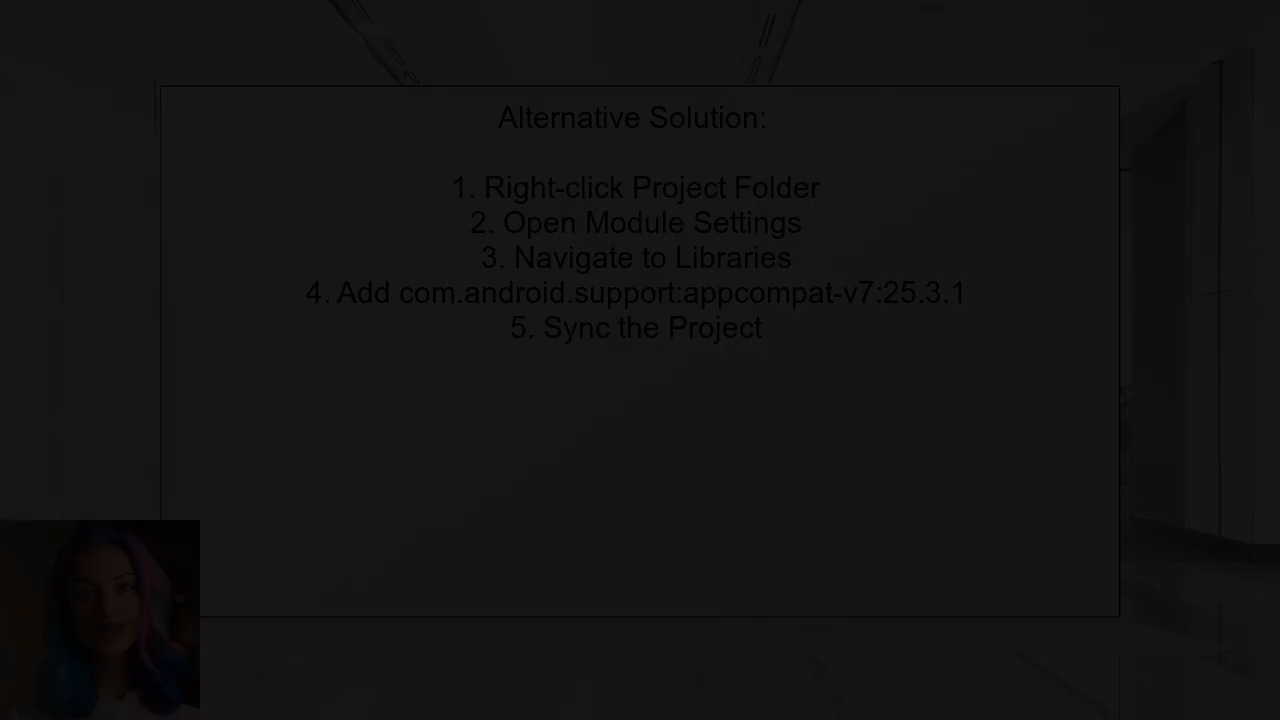 Alternative Solution:
1. Right-click Project Folder
2. Open Module Settings
3. Navigate to Libraries
4. Add com.android.support:appcompat-v7:25.3.1
5. Sync the Project